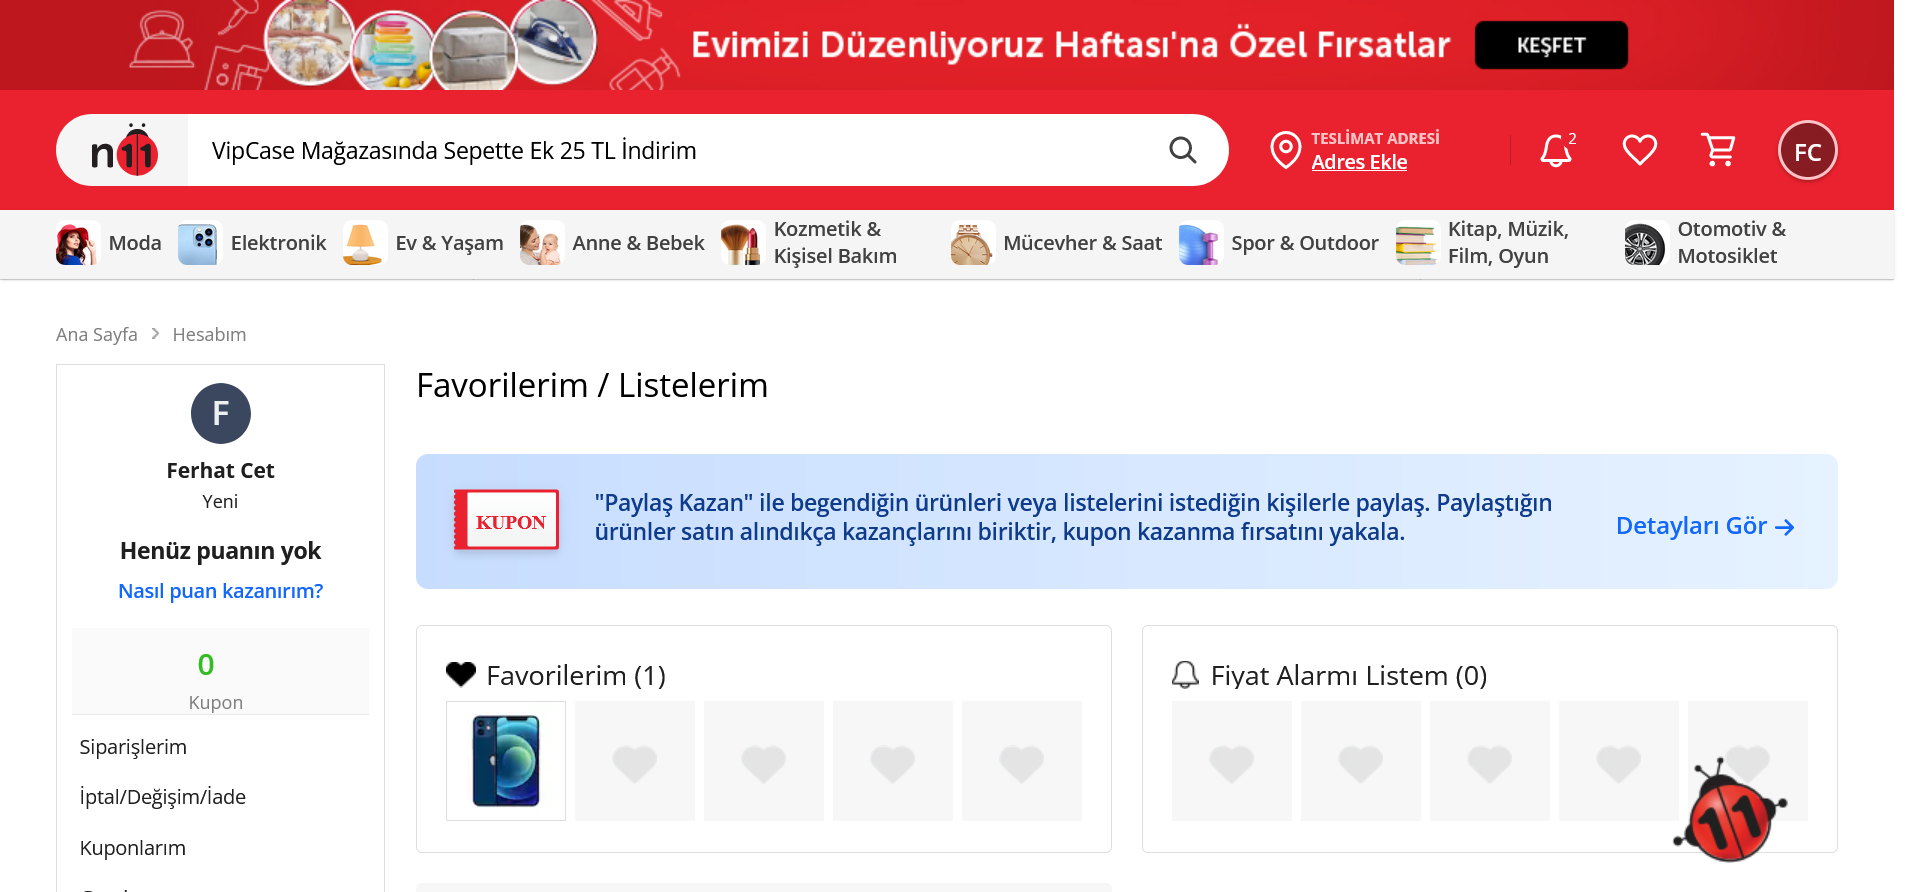 Evimizi Düzenliyoruz Haftası'na Özel Fırsatlar
KEŞFET
n11
VipCase Mağazasında Sepette Ek 25 TL İndirim
TESLİMAT ADRESİ
Adres Ekle
2
FC
Moda
Elektronik
Ev & Yaşam
Anne & Bebek
Kozmetik &
Kişisel Bakım
Mücevher & Saat
Spor & Outdoor
Kitap, Müzik,
Film, Oyun
Otomotiv &
Motosiklet
Ana Sayfa
Hesabım
F
Ferhat Cet
Yeni
Henüz puanın yok
Nasıl puan kazanırım?
0
Kupon
Siparişlerim
İptal/Değişim/İade
Kuponlarım
Favorilerim / Listelerim
KUPON
"Paylaş Kazan" ile begendiğin ürünleri veya listelerini istediğin kişilerle paylaş. Paylaştığın
ürünler satın alındıkça kazançlarını biriktir, kupon kazanma fırsatını yakala.
Detayları Gör
Favorilerim (1)
Fiyat Alarmı Listem (0)
11